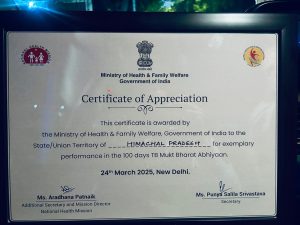 Ministry of Health & Family Welfare
Government of India
Certificate of Appreciation
This certificate is awarded by
the Ministry of Health & Family Welfare, Government of India to the
State/Union Territory of HIMACHAL PRADESH for exemplary
performance in the 100 days TB Mukt Bharat Abhiyaan.
24th March 2025, New Delhi.
Ms. Aradhana Patnaik
Additional Secretary and Mission Director
National Health Mission
Ms. Punya Salila Srivastava
Secretary